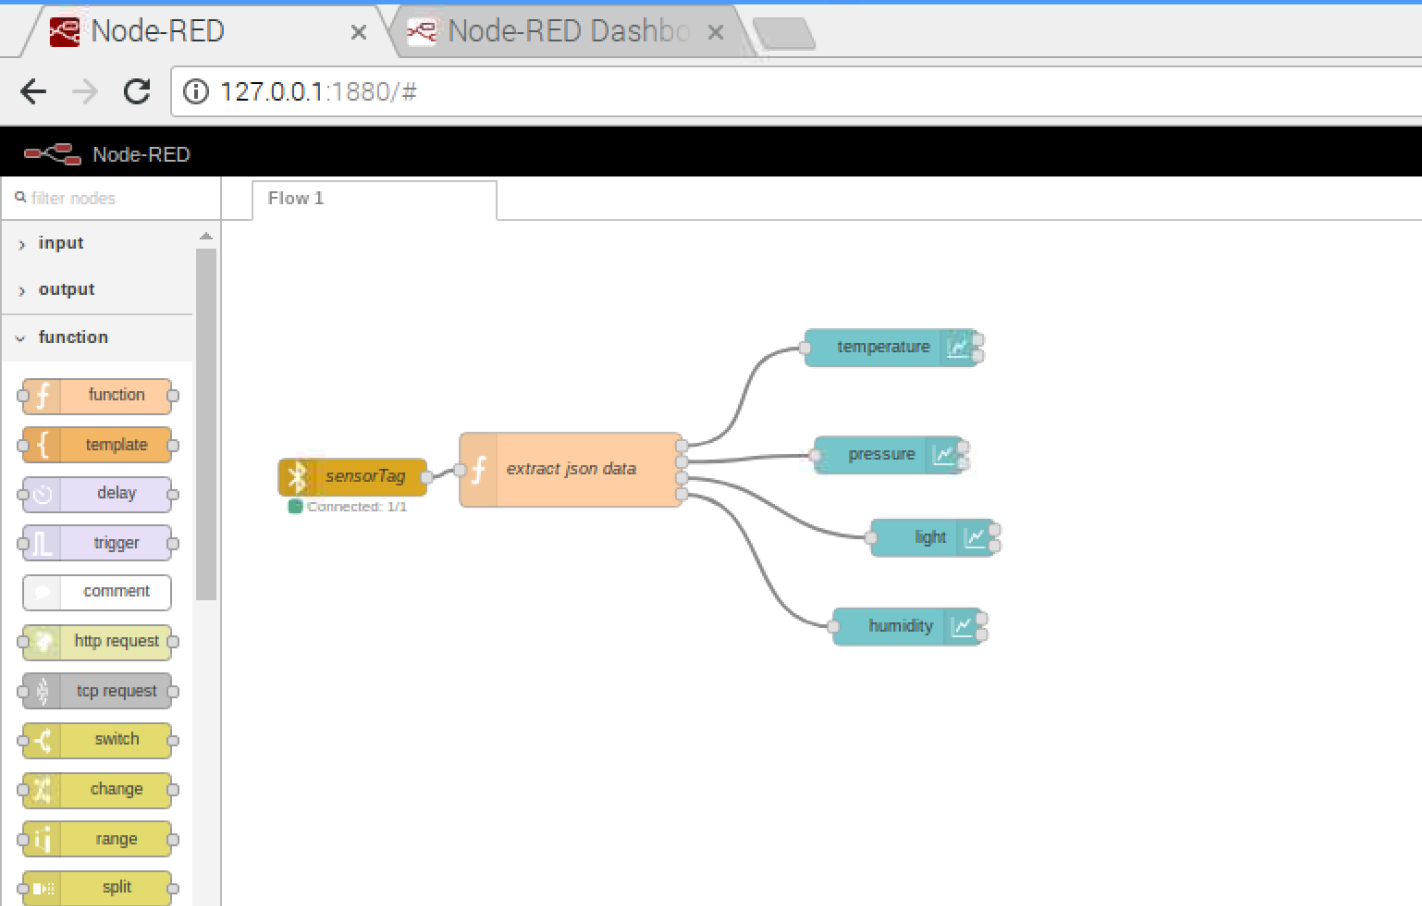 Node-RED
Node-RED Dashbo
127.0.0.1:1880/#
Node-RED
filter nodes
Flow 1
input
output
function
function
template
delay
trigger
comment
http request
tcp request
switch
change
range
split
sensorTag
Connected: 1/1
extract json data
temperature
pressure
light
humidity